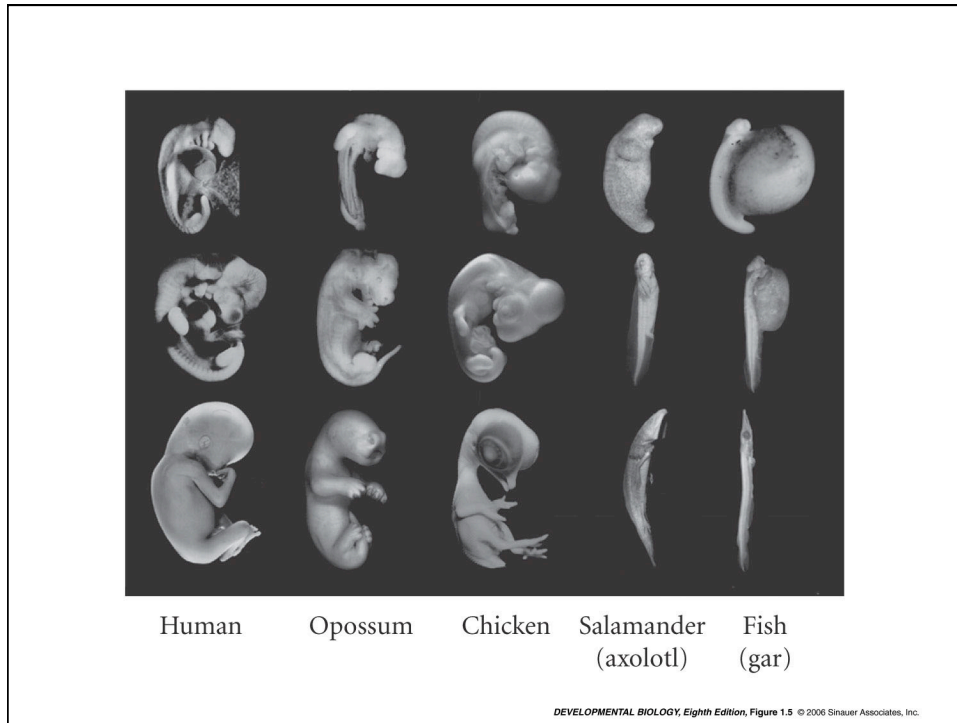 Human Opossum Chicken Salamander Fish
(axolotl) (gar)
DEVELOPMENTAL BIOLOGY, Eighth Edition, Figure 1.5 © 2006 Sinauer Associates, Inc.